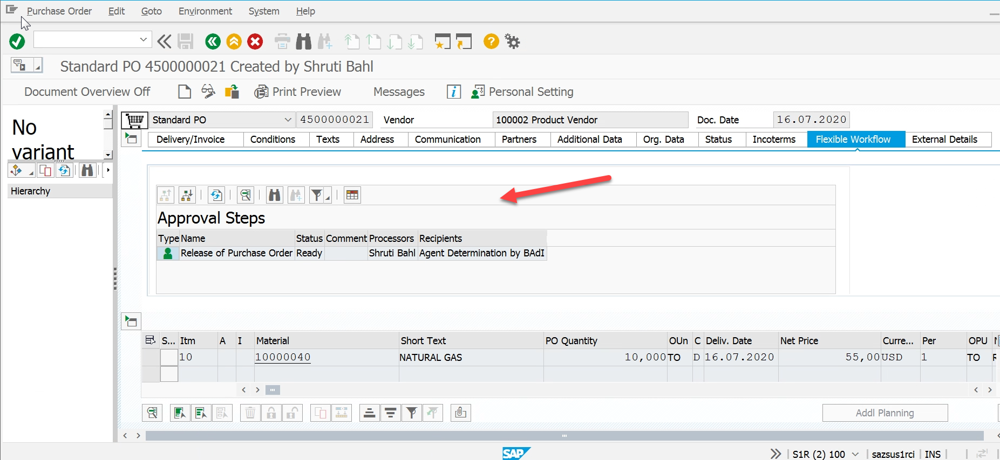 Purchase Order Edit Goto Environment System Help
Standard PO 4500000021 Created by Shruti Bahl
Document Overview Off Print Preview Messages Personal Setting
No
variant
Hierarchy
Standard PO 4500000021 Vendor 100002 Product Vendor Doc. Date 16.07.2020
Delivery/Invoice Conditions Texts Address Communication Partners Additional Data Org. Data Status Incoterms Flexible Workflow External Details
Approval Steps
Type Name Status Comment Processors Recipients
Release of Purchase Order Ready Shruti Bahl Agent Determination by BAdI
S... Itm A I Material Short Text PO Quantity OUn C Deliv. Date Net Price Curre... Per OPU
10 10000040 NATURAL GAS 10,000 TO D 16.07.2020 55,00 USD 1 TO R
Addl Planning
SAP
S1R (2) 100 sazsus1rci INS